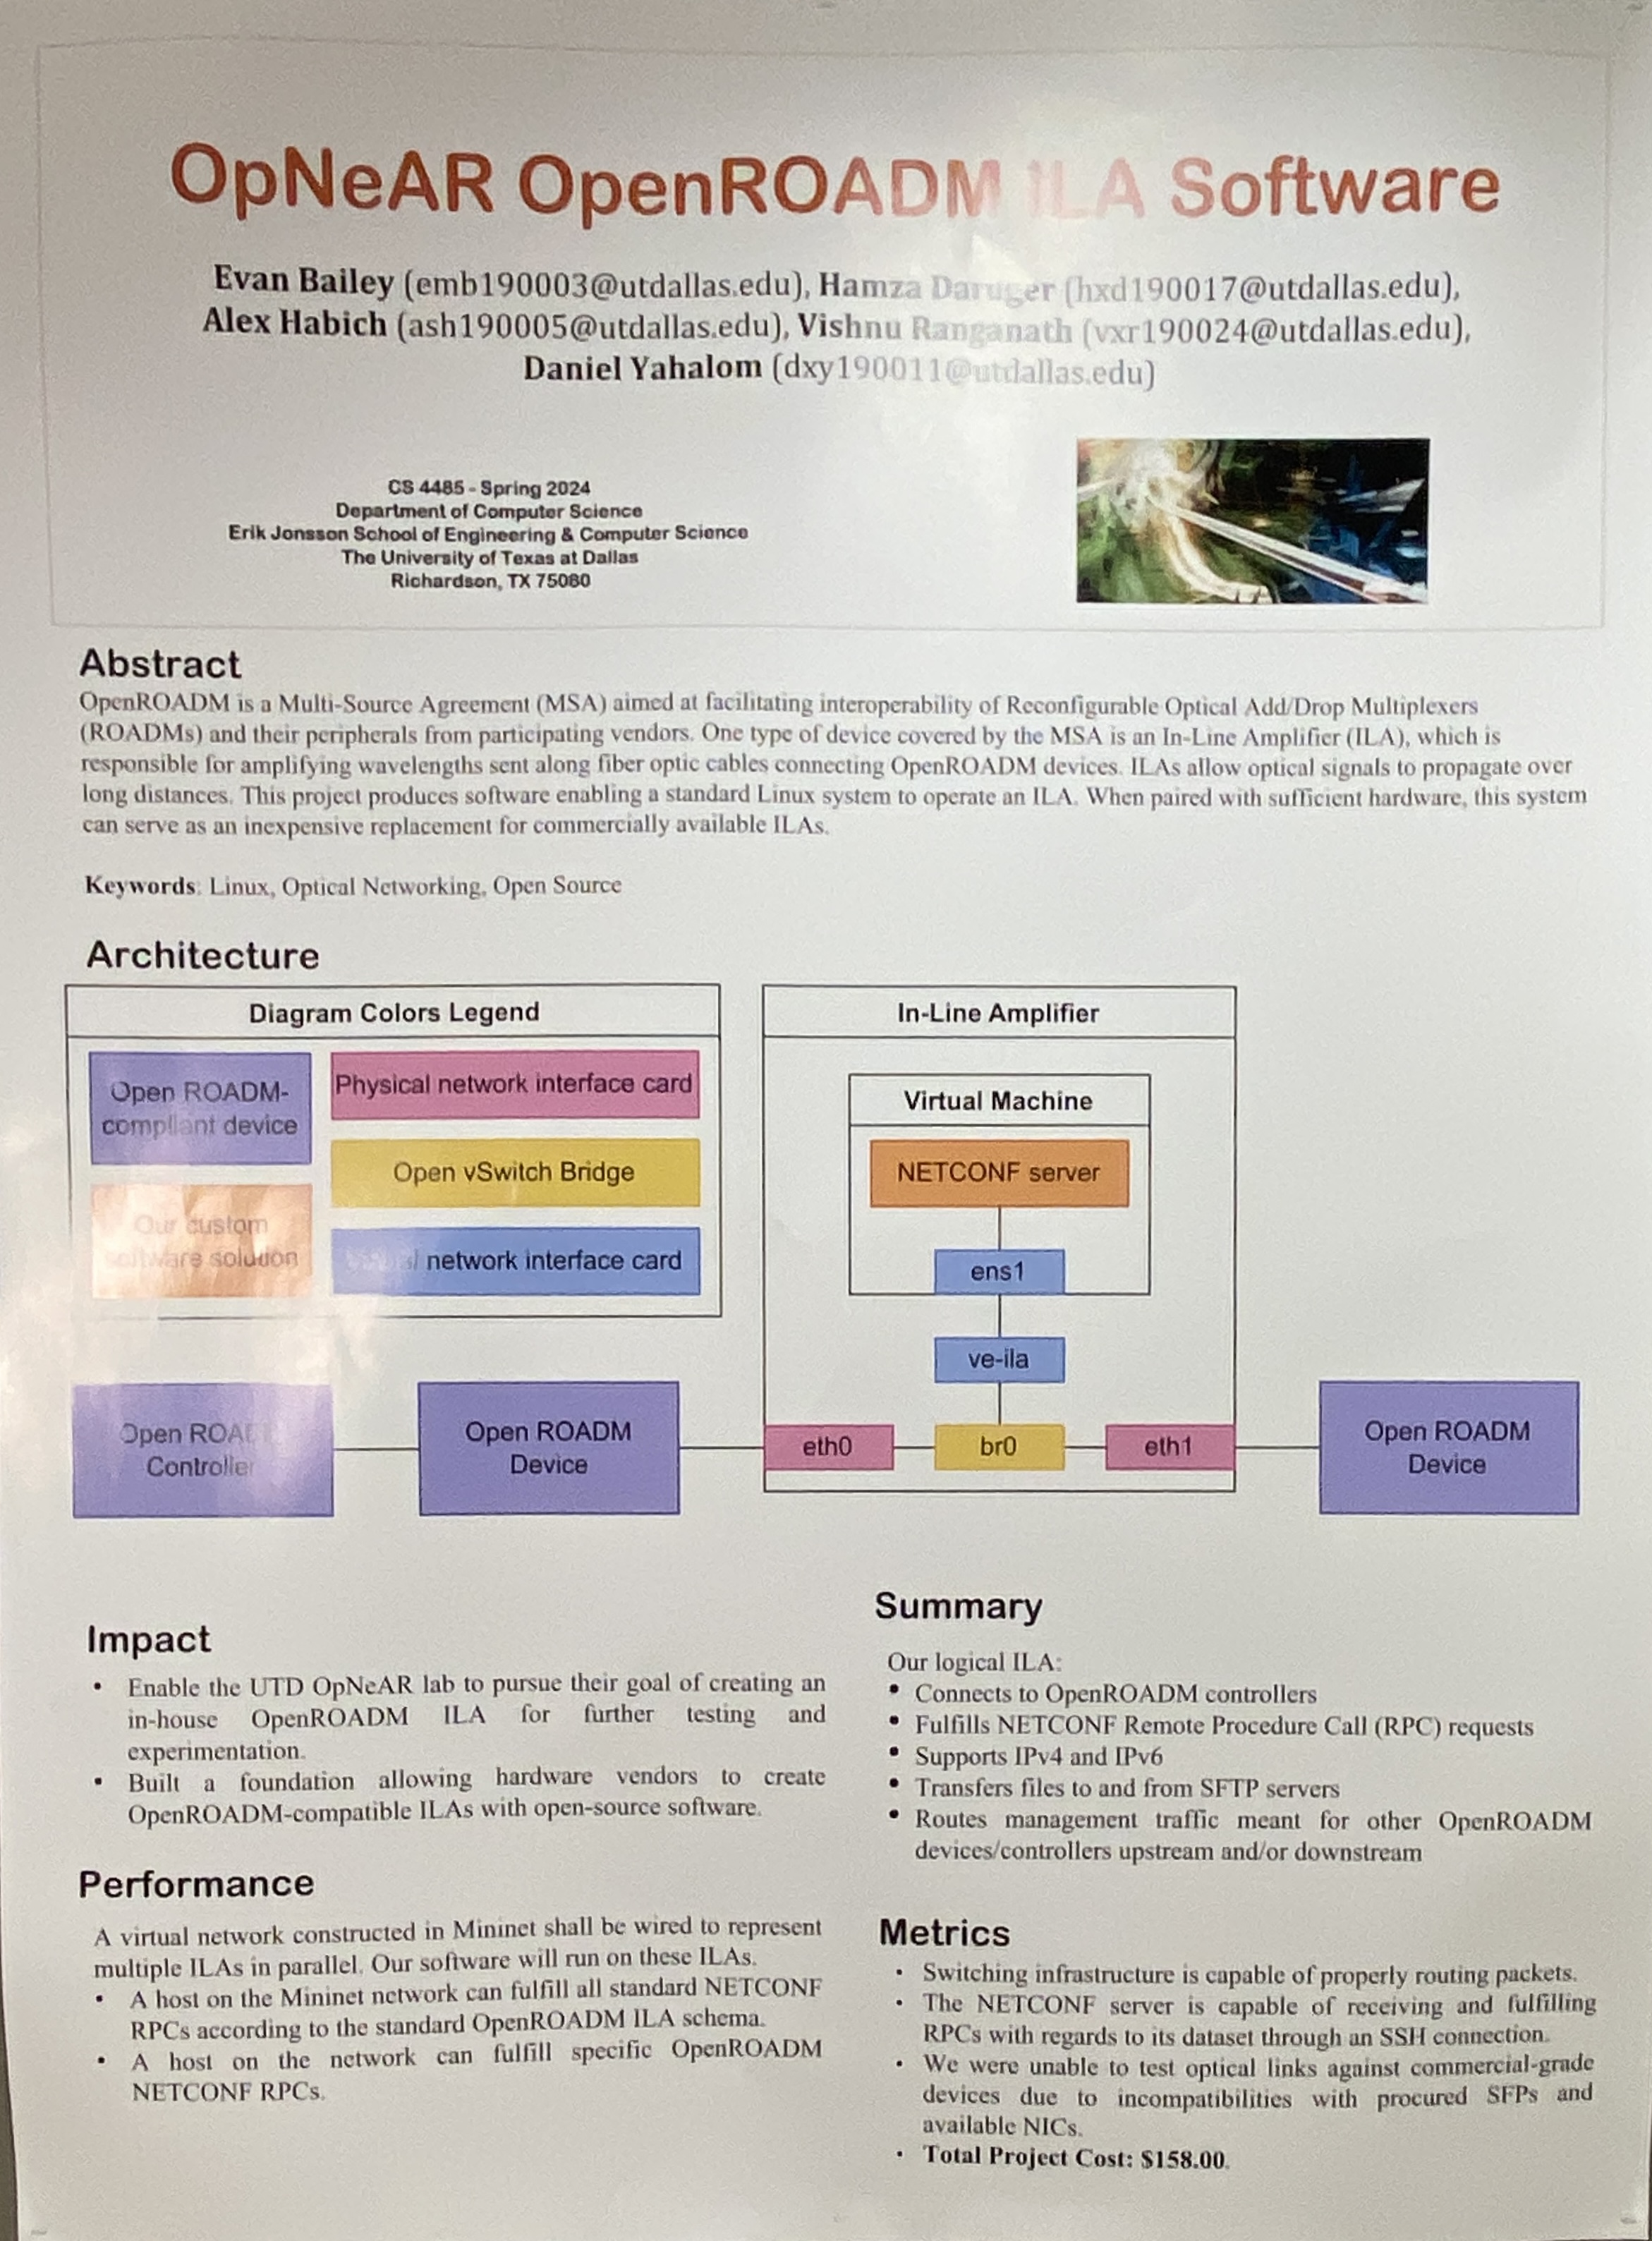 OpNeAR OpenROADM ILA Software
Evan Bailey (emb190003@utdallas.edu), Hamza Daruger (hxd190017@utdallas.edu),
Alex Habich (ash190005@utdallas.edu), Vishnu Ranganath (vxr190024@utdallas.edu),
Daniel Yahalom (dxy190011@utdallas.edu)
CS 4485 - Spring 2024
Department of Computer Science
Erik Jonsson School of Engineering & Computer Science
The University of Texas at Dallas
Richardson, TX 75080
Abstract
OpenROADM is a Multi-Source Agreement (MSA) aimed at facilitating interoperability of Reconfigurable Optical Add/Drop Multiplexers
(ROADMs) and their peripherals from participating vendors. One type of device covered by the MSA is an In-Line Amplifier (ILA), which is
responsible for amplifying wavelengths sent along fiber optic cables connecting OpenROADM devices. ILAs allow optical signals to propagate over
long distances. This project produces software enabling a standard Linux system to operate an ILA. When paired with sufficient hardware, this system
can serve as an inexpensive replacement for commercially available ILAs.
Keywords: Linux, Optical Networking, Open Source
Architecture
Diagram Colors Legend
Open ROADM-
compliant device
Physical network interface card
Open vSwitch Bridge
Our custom
software solution
network interface card
In-Line Amplifier
Virtual Machine
NETCONF server
ens1
ve-ila
Open ROADM
Controller
Open ROADM
Device
eth0
br0
eth1
Open ROADM
Device
Impact
• Enable the UTD OpNeAR lab to pursue their goal of creating an
in-house OpenROADM ILA for further testing and
experimentation.
• Built a foundation allowing hardware vendors to create
OpenROADM-compatible ILAs with open-source software.
Performance
A virtual network constructed in Mininet shall be wired to represent
multiple ILAs in parallel. Our software will run on these ILAs.
• A host on the Mininet network can fulfill all standard NETCONF
RPCs according to the standard OpenROADM ILA schema.
• A host on the network can fulfill specific OpenROADM
NETCONF RPCs.
Summary
Our logical ILA:
• Connects to OpenROADM controllers
• Fulfills NETCONF Remote Procedure Call (RPC) requests
• Supports IPv4 and IPv6
• Transfers files to and from SFTP servers
• Routes management traffic meant for other OpenROADM
devices/controllers upstream and/or downstream
Metrics
• Switching infrastructure is capable of properly routing packets.
• The NETCONF server is capable of receiving and fulfilling
RPCs with regards to its dataset through an SSH connection.
• We were unable to test optical links against commercial-grade
devices due to incompatibilities with procured SFPs and
available NICs.
• Total Project Cost: $158.00.